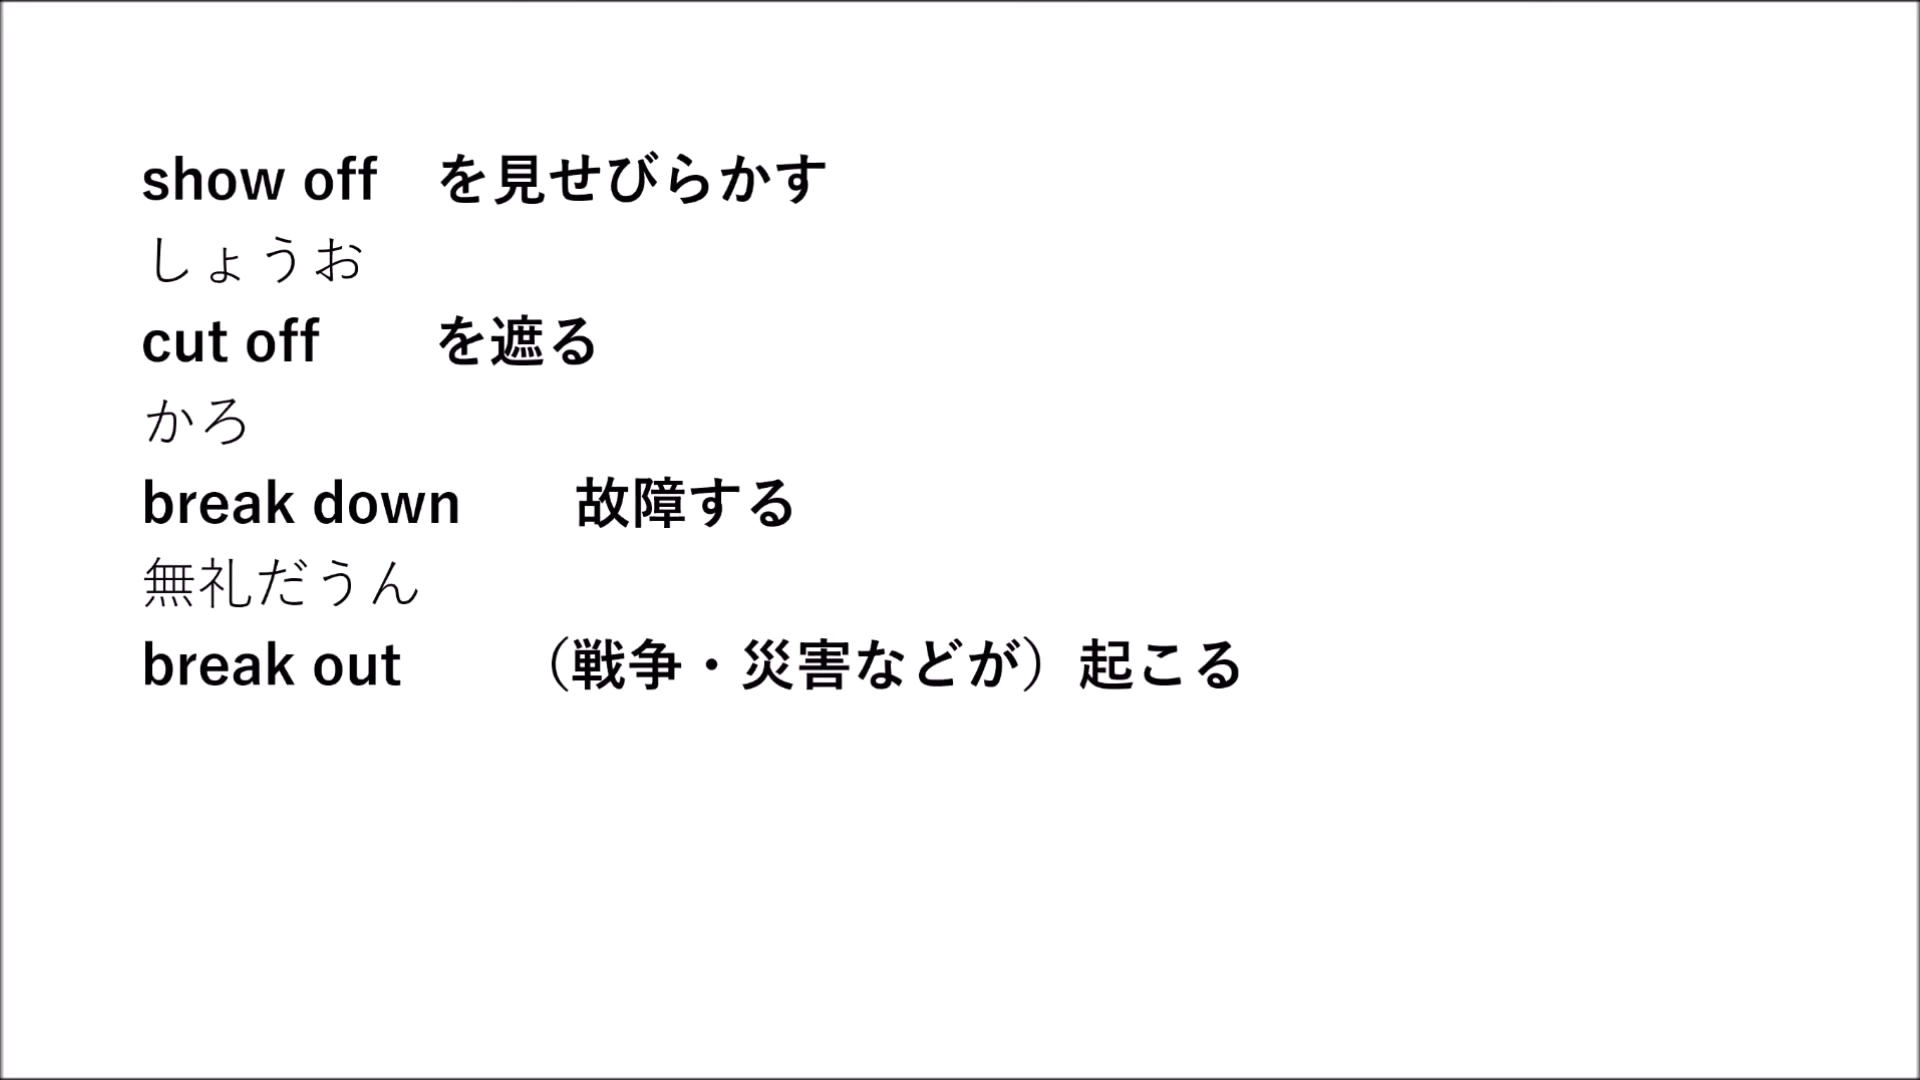 show off　を見せびらかす
しょうお
cut off　　を遮る
かろ
break down　　故障する
無礼だうん
break out　　（戦争・災害などが）起こる